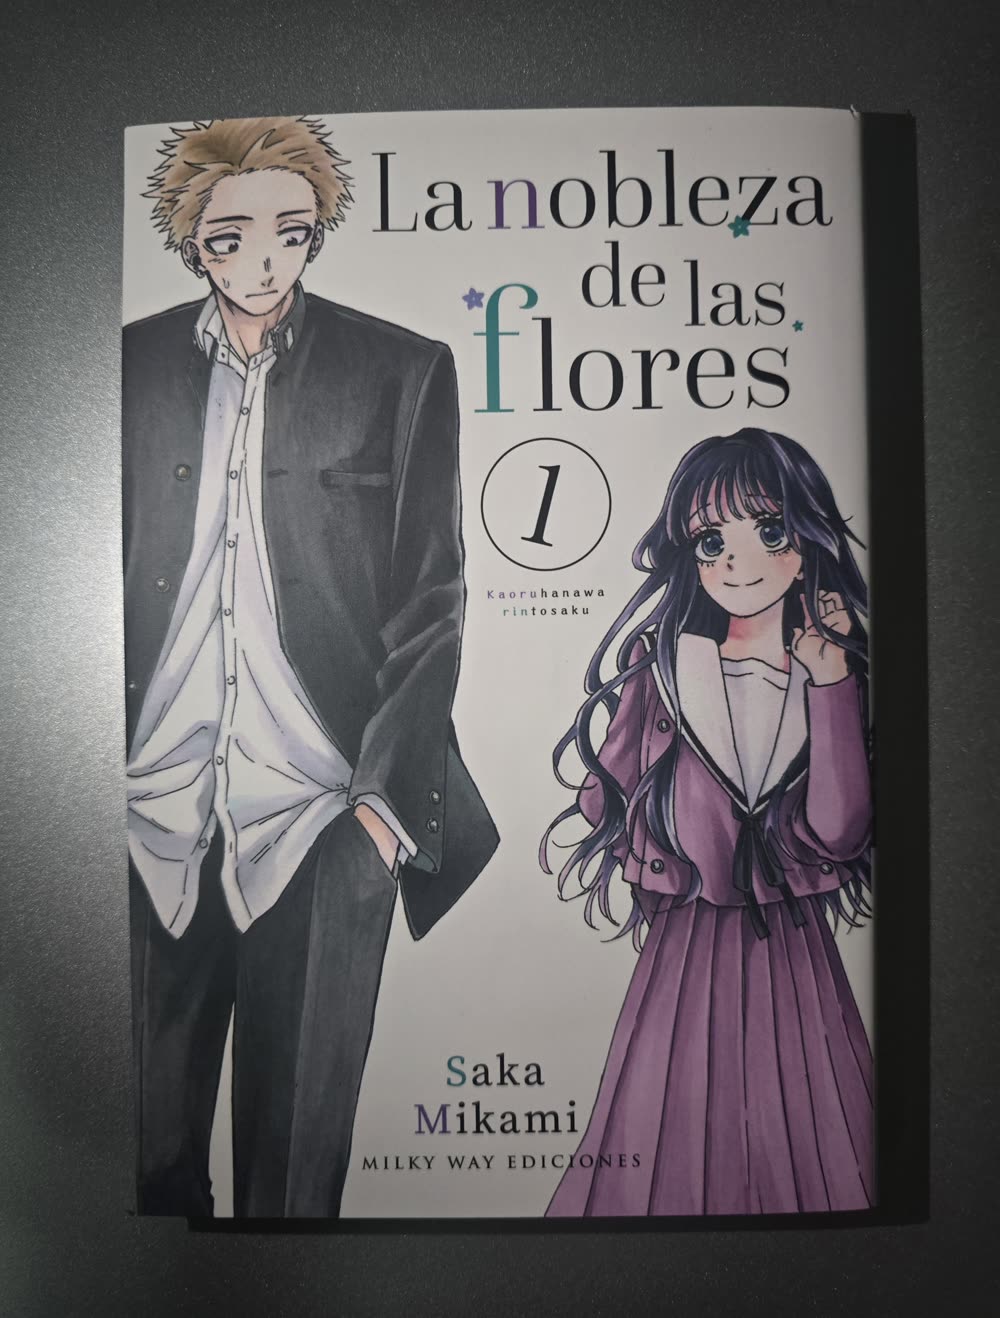 La nobleza
de las
flores
1
Kaoruhanawa
rintosaku
Saka
Mikami
MILKY WAY EDICIONES